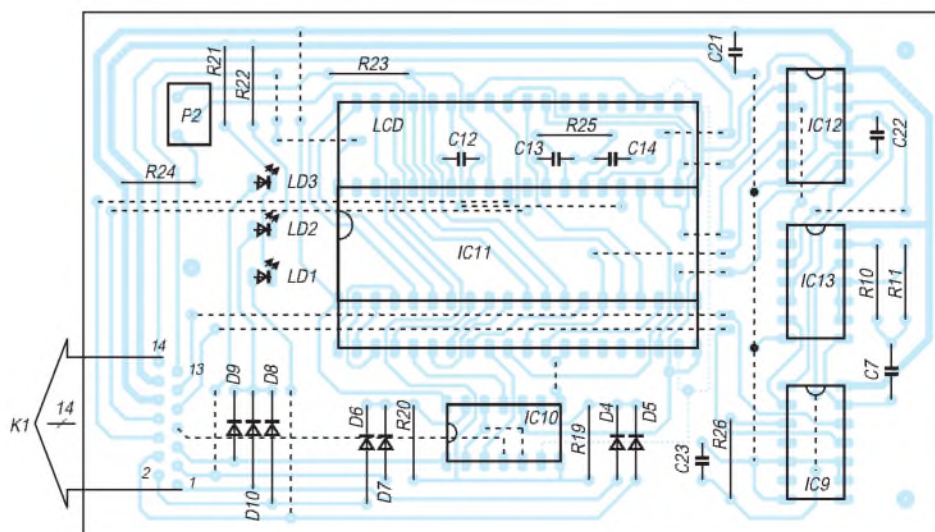 R21
R22
R23
C21
P2
LCD
C12
R25
C13
C14
IC12
C22
R24
LD3
LD2
LD1
IC11
IC13
R10
R11
14
13
K1
14
2
1
D9
D8
D10
D6
D7
R20
IC10
R19
D4
D5
C23
R26
C7
IC9